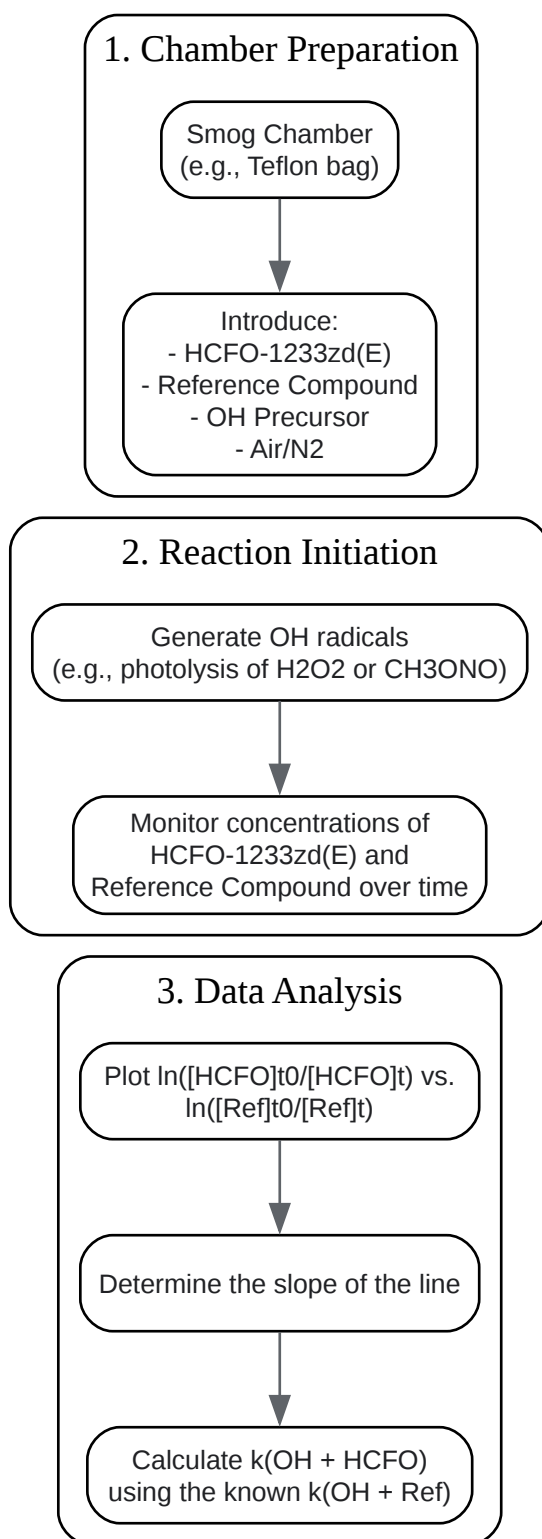 1. Chamber Preparation
Smog Chamber
(e.g., Teflon bag)
Introduce:
- HCFO-1233zd(E)
- Reference Compound
- OH Precursor
- Air/N2
2. Reaction Initiation
Generate OH radicals
(e.g., photolysis of H2O2 or CH3ONO)
Monitor concentrations of
HCFO-1233zd(E) and
Reference Compound over time
3. Data Analysis
Plot ln([HCFO]t0/[HCFO]t) vs.
ln([Ref]t0/[Ref]t)
Determine the slope of the line
Calculate k(OH + HCFO)
using the known k(OH + Ref)